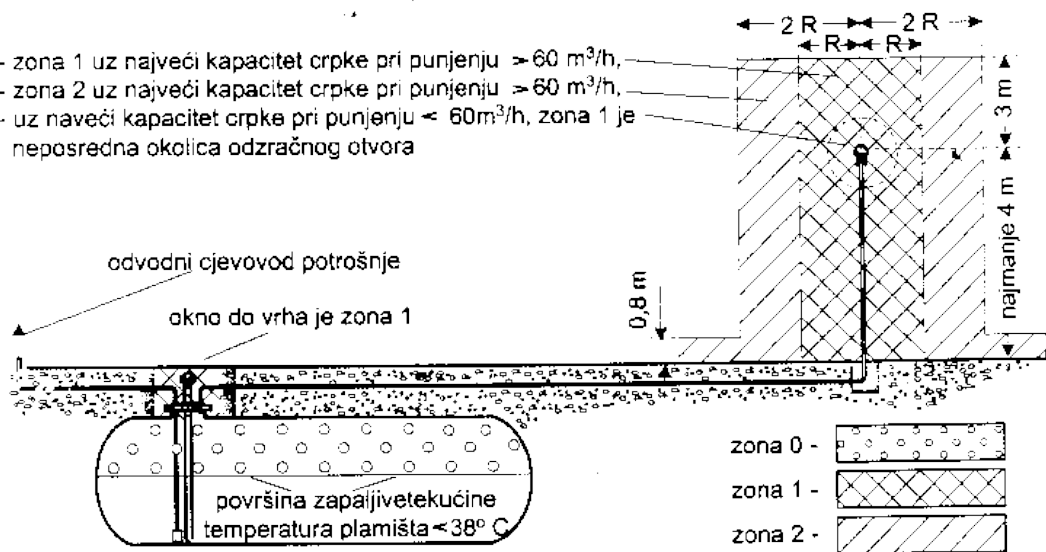 2 R 2 R
R R
- zona 1 uz najveći kapacitet crpke pri punjenju > 60 m³/h,
- zona 2 uz najveći kapacitet crpke pri punjenju > 60 m³/h,
- uz naveći kapacitet crpke pri punjenju < 60m³/h, zona 1 je
neposredna okolica odzračnog otvora
3 m
najmanje 4 m
odvodni cjevovod potrošnje
0,8 m
okno do vrha je zona 1
površina zapaljivetekućine
temperatura plamišta < 38° C
zona 0 -
zona 1 -
zona 2 -